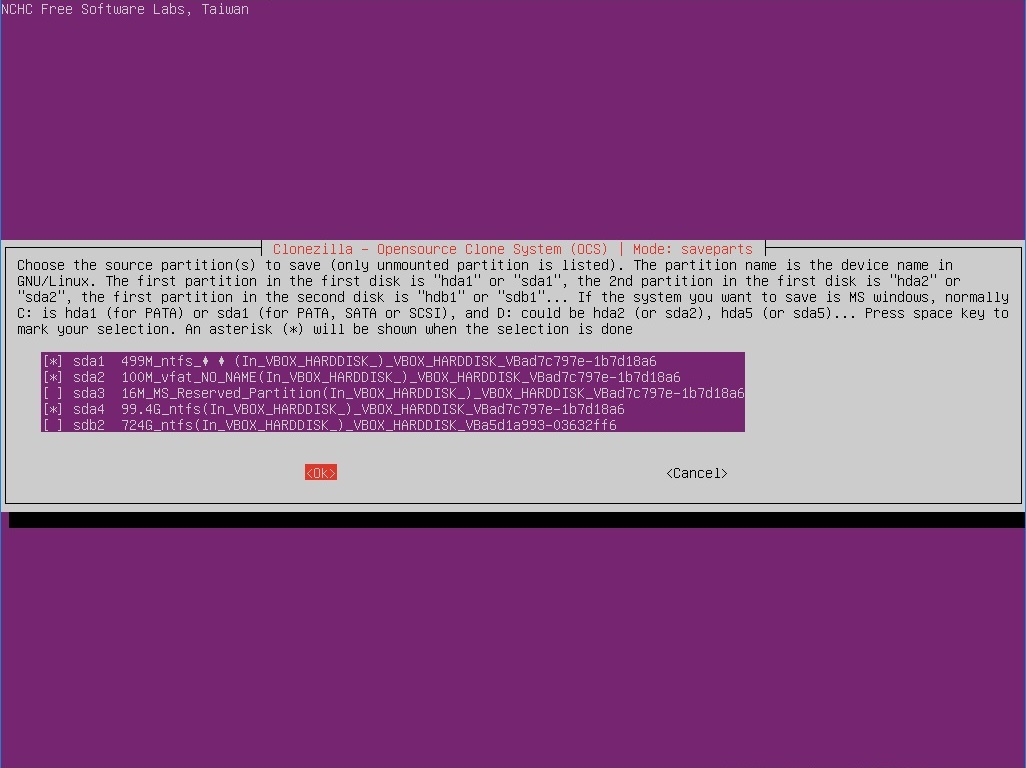 NCHC Free Software Labs, Taiwan
Clonezilla - Opensource Clone System (OCS) | Mode: saveparts
Choose the source partition(s) to save (only unmounted partition is listed). The partition name is the device name in
GNU/Linux. The first partition in the first disk is "hda1" or "sda1", the 2nd partition in the first disk is "hda2" or
"sda2", the first partition in the second disk is "hdb1" or "sdb1"... If the system you want to save is MS windows, normally
C: is hda1 (for PATA) or sda1 (for PATA, SATA or SCSI), and D: could be hda2 (or sda2), hda5 (or sda5)... Press space key to
mark your selection. An asterisk (*) will be shown when the selection is done
[*] sda1 499M_ntfs_♦ ♦ (In_VBOX_HARDDISK_)_VBOX_HARDDISK_VBad7c797e-1b7d18a6
[*] sda2 100M_vfat_NO_NAME(In_VBOX_HARDDISK_)_VBOX_HARDDISK_VBad7c797e-1b7d18a6
[ ] sda3 16M_MS_Reserved_Partition(In_VBOX_HARDDISK_)_VBOX_HARDDISK_VBad7c797e-1b7d18a6
[*] sda4 99.4G_ntfs(In_VBOX_HARDDISK_)_VBOX_HARDDISK_VBad7c797e-1b7d18a6
[ ] sdb2 724G_ntfs(In_VBOX_HARDDISK_)_VBOX_HARDDISK_VBa5d1a993-03632ff6
<Ok> <Cancel>